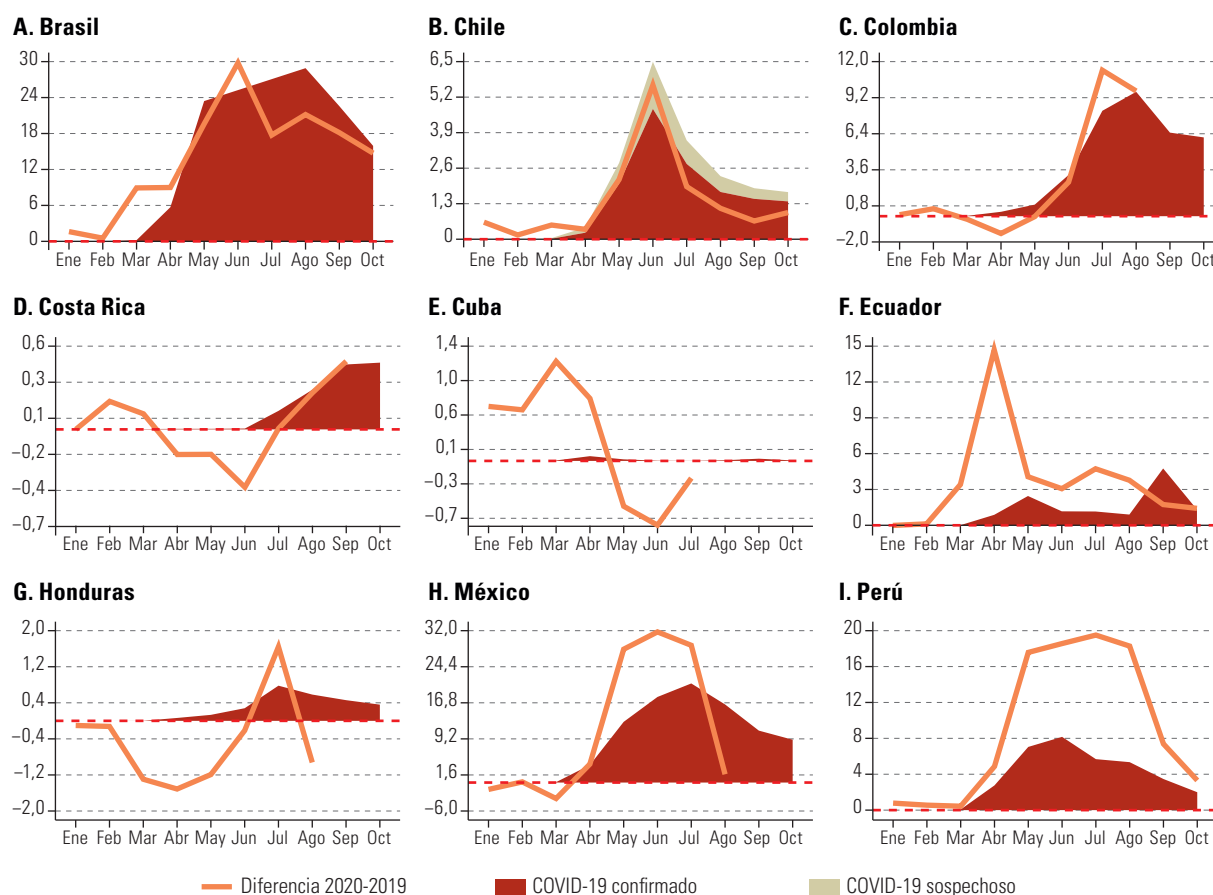 A. Brasil
30
24
18
12
6
0
Ene Feb Mar Abr May Jun Jul Ago Sep Oct
B. Chile
6,5
5,2
3,9
2,6
1,3
0
Ene Feb Mar Abr May Jun Jul Ago Sep Oct
C. Colombia
12,0
9,2
6,4
3,6
0,8
–2,0
Ene Feb Mar Abr May Jun Jul Ago Sep Oct
D. Costa Rica
0,6
0,3
0,1
–0,2
–0,4
–0,7
Ene Feb Mar Abr May Jun Jul Ago Sep Oct
E. Cuba
1,4
1,0
0,6
0,1
–0,3
–0,7
Ene Feb Mar Abr May Jun Jul Ago Sep Oct
F. Ecuador
15
12
9
6
3
0
Ene Feb Mar Abr May Jun Jul Ago Sep Oct
G. Honduras
2,0
1,2
0,4
–0,4
–1,2
–2,0
Ene Feb Mar Abr May Jun Jul Ago Sep Oct
H. México
32,0
24,4
16,8
9,2
1,6
–6,0
Ene Feb Mar Abr May Jun Jul Ago Sep Oct
I. Perú
20
16
12
8
4
0
Ene Feb Mar Abr May Jun Jul Ago Sep Oct
Diferencia 2020-2019
COVID-19 confirmado
COVID-19 sospechoso